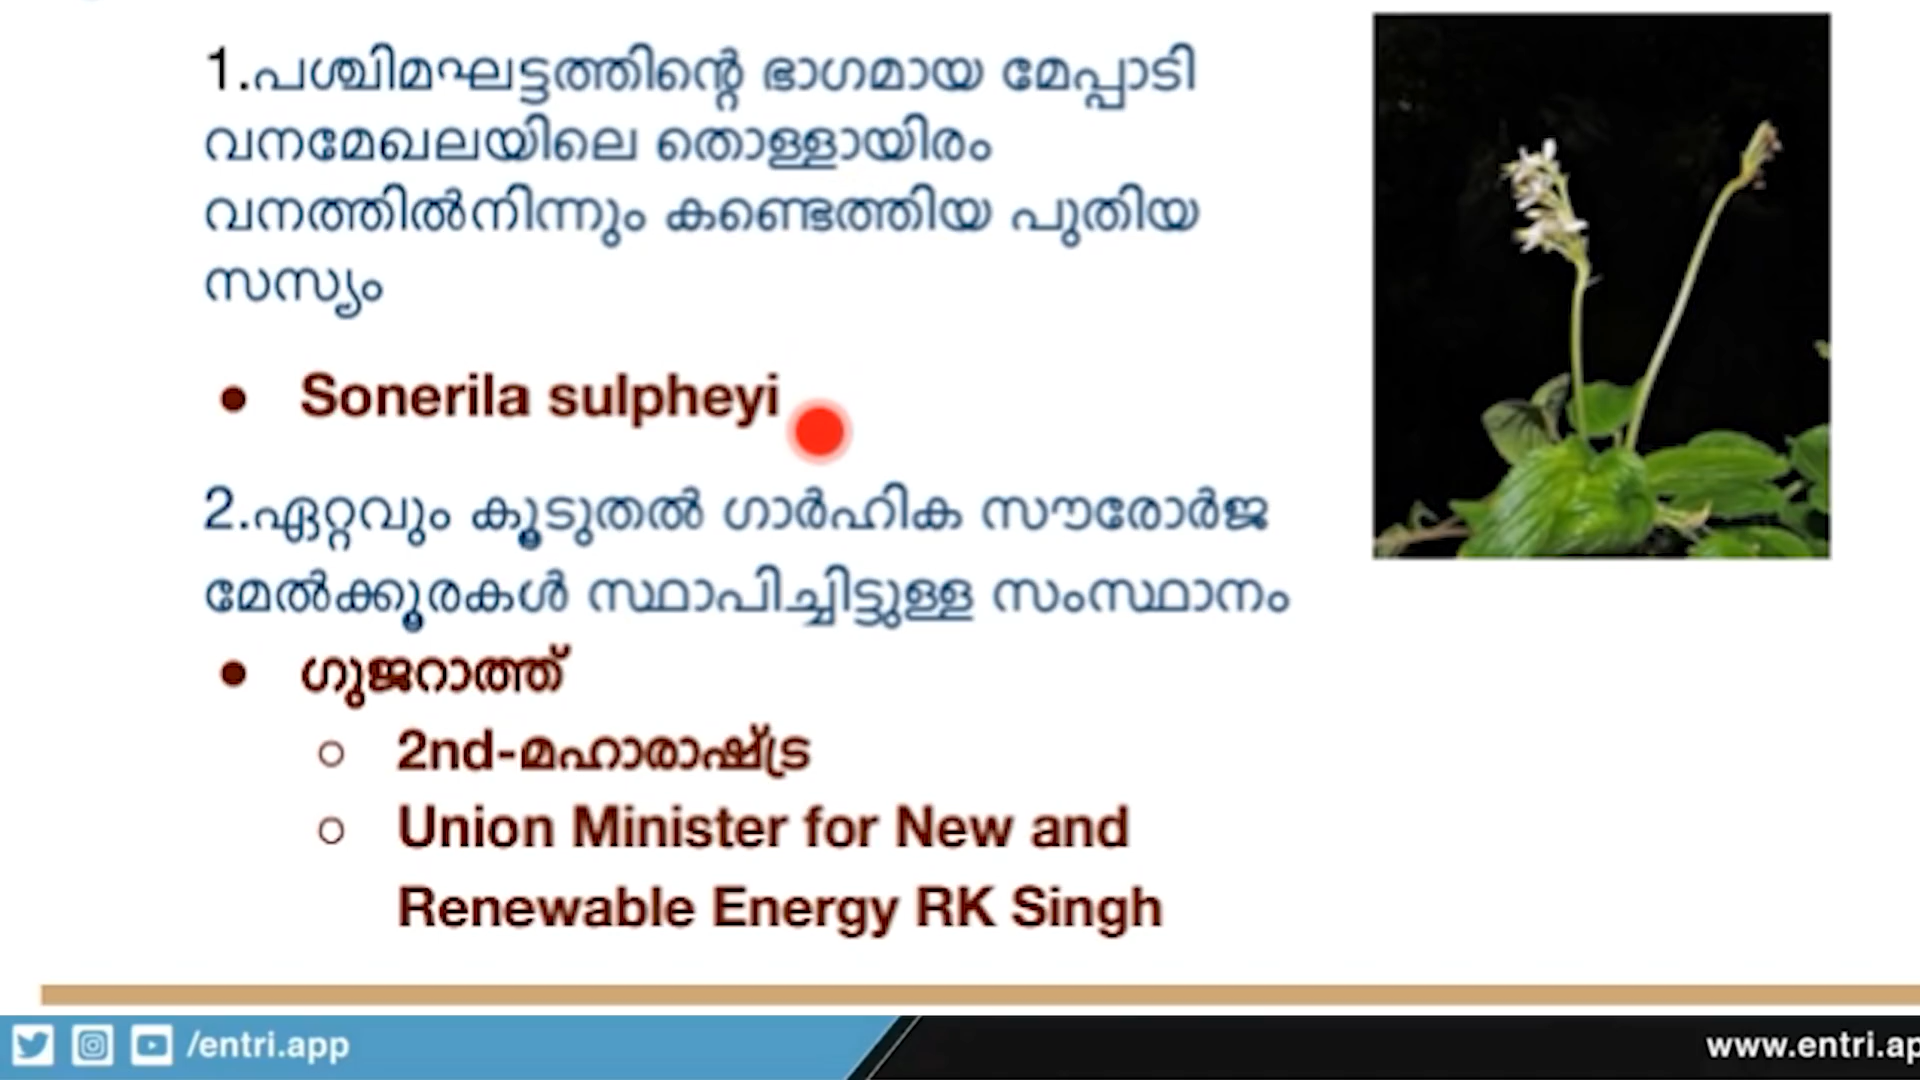 1.പശ്ചിമഘട്ടത്തിന്റെ ഭാഗമായ മേപ്പാടി
വനമേഖലയിലെ തൊള്ളായിരം
വനത്തിൽനിന്നും കണ്ടെത്തിയ പുതിയ
സസ്യം
● Sonerila sulpheyi
2.ഏറ്റവും കൂടുതൽ ഗാർഹിക സൗരോർജ
മേൽക്കൂരകൾ സ്ഥാപിച്ചിട്ടുള്ള സംസ്ഥാനം
● ഗുജറാത്ത്
○ 2nd-മഹാരാഷ്ട്ര
○ Union Minister for New and
Renewable Energy RK Singh
/entri.app
www.entri.ap